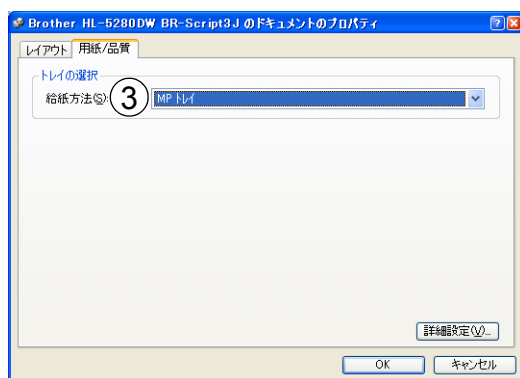 Brother HL-5280DW BR-Script3J のドキュメントのプロパティ
レイアウト 用紙/品質
トレイの選択
給紙方法(S): ③ MP トレイ
詳細設定(V)...
OK キャンセル